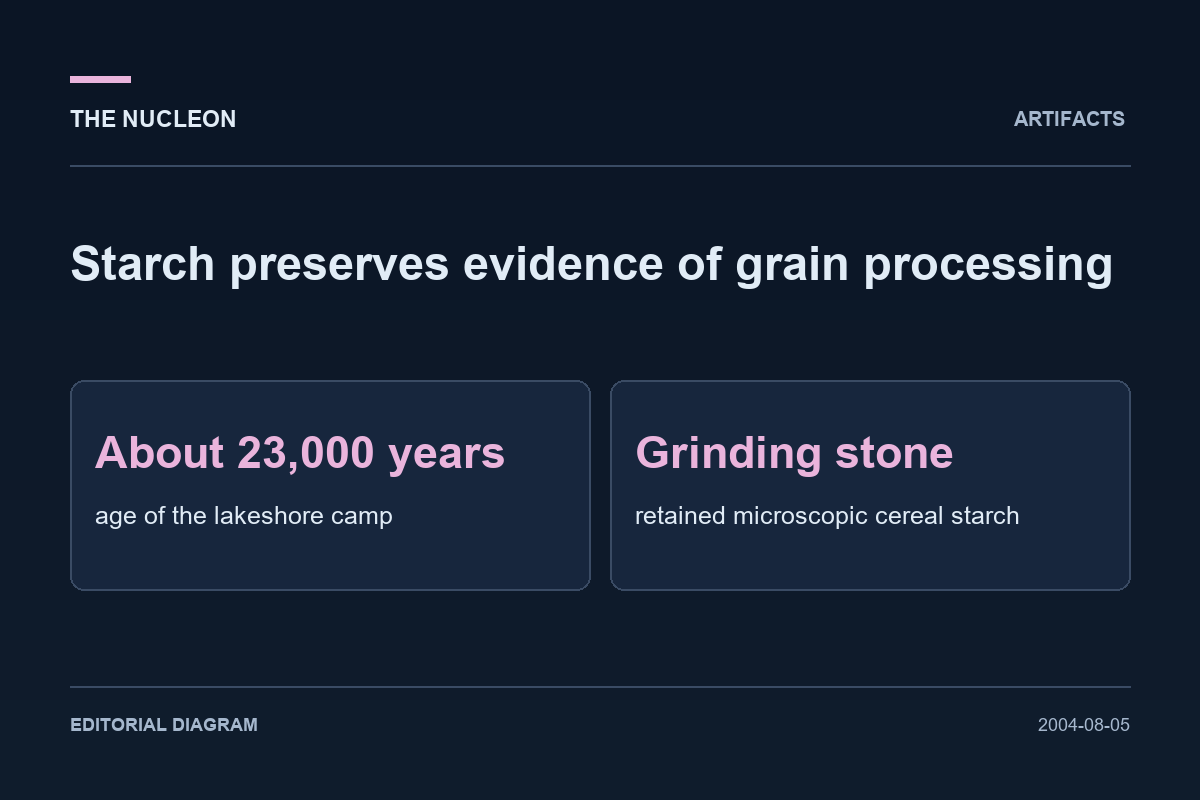 THE NUCLEON
ARTIFACTS
Starch preserves evidence of grain processing
About 23,000 years
age of the lakeshore camp
Grinding stone
retained microscopic cereal starch
EDITORIAL DIAGRAM
2004-08-05